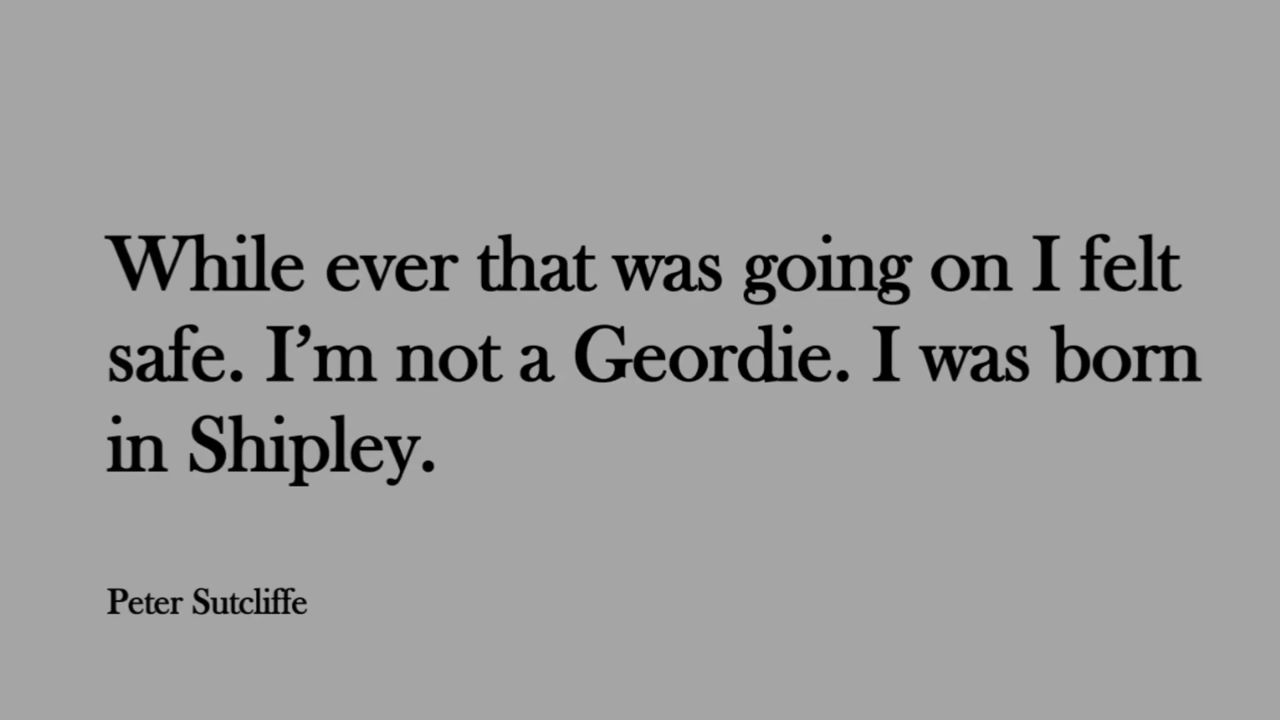 While ever that was going on I felt
safe. I’m not a Geordie. I was born
in Shipley.
Peter Sutcliffe